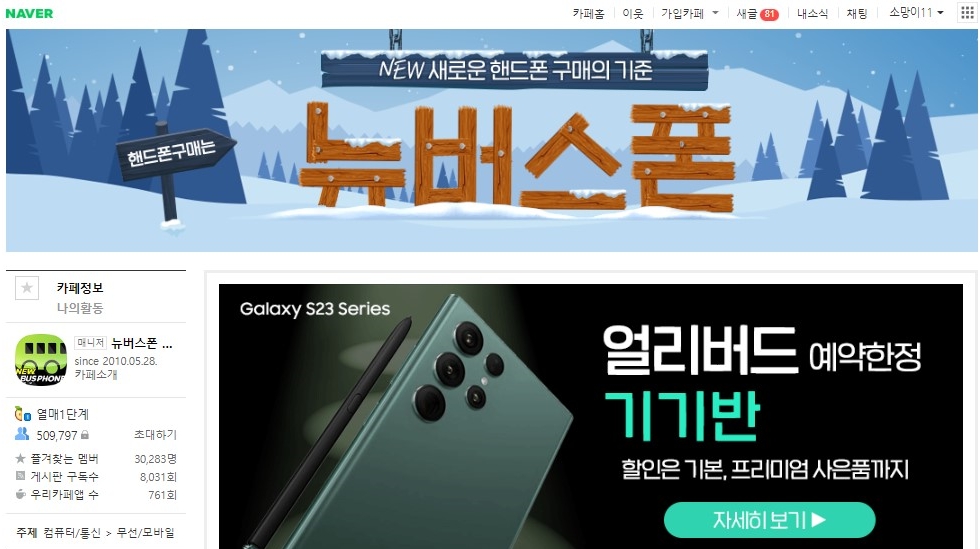 NAVER
카페홈 이웃 가입카페 새글 81 내소식 채팅 소망이11
NEW 새로운 핸드폰 구매의 기준
핸드폰구매는
뉴버스폰
카페정보
나의활동
매니저 뉴버스폰 ...
since 2010.05.28.
카페소개
NEW
BUSPHONE
열매1단계
509,797 초대하기
즐겨찾는 멤버 30,283명
게시판 구독수 8,031회
우리카페앱 수 761회
주제 컴퓨터/통신 > 무선/모바일
Galaxy S23 Series
얼리버드 예약한정
기기반
할인은 기본, 프리미엄 사은품까지
자세히 보기 ▶